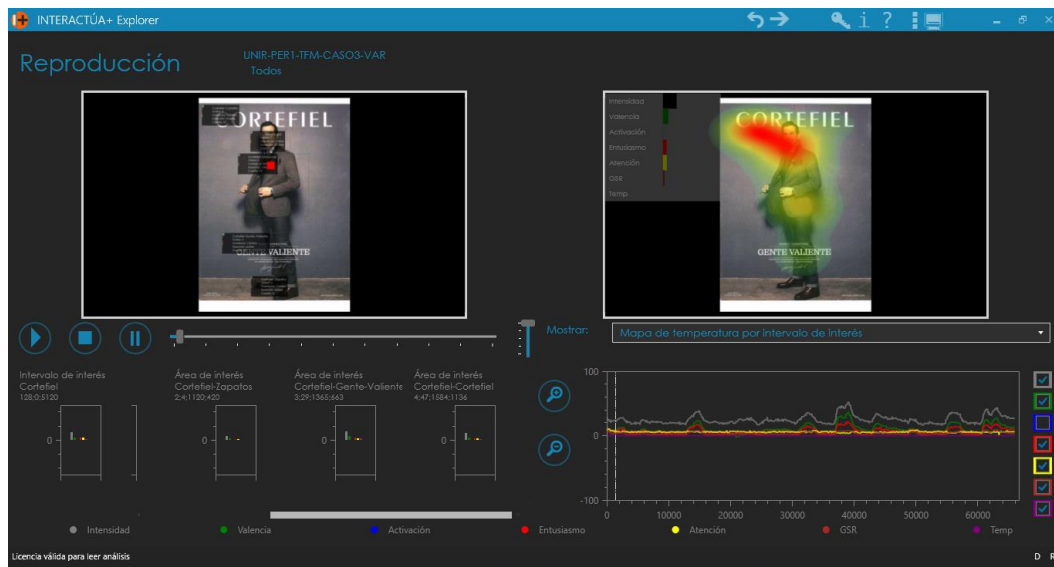 INTERACTÚA+ Explorer
Reproducción
UNIR-PER1-TFM-CASO3-VAR
Todos
CORTEFIEL
GENTE VALIENTE
Intensidad
Valencia
Activación
Entusiasmo
Atención
GSR
Temp
CORTEFIEL
GENTE VALIENTE
Mostrar:
Mapa de temperatura por intervalo de interés
Intervalo de interés
Cortefiel
128;0;5120
Área de interés
Cortefiel-Zapatos
2;4;1120;420
Área de interés
Cortefiel-Gente-Valiente
3;29;1365;663
Área de interés
Cortefiel-Cortefiel
4;47;1584;1136
0
0
0
0
100
0
-100
0
10000
20000
30000
40000
50000
60000
Intensidad
Valencia
Activación
Entusiasmo
Atención
GSR
Temp
Licencia válida para leer análisis
D R